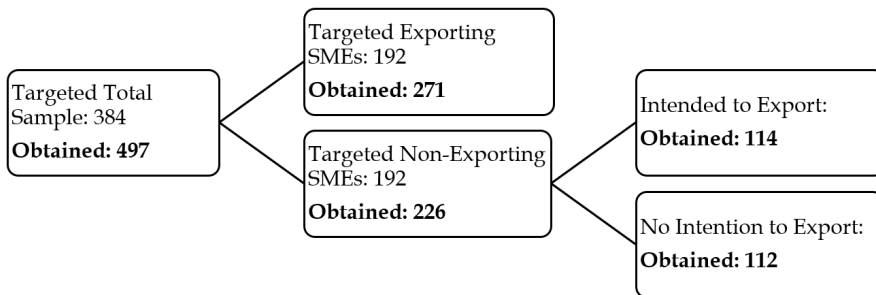 Targeted Total
Sample: 384
Obtained: 497
Targeted Exporting
SMEs: 192
Obtained: 271
Targeted Non-Exporting
SMEs: 192
Obtained: 226
Intended to Export:
Obtained: 114
No Intention to Export:
Obtained: 112